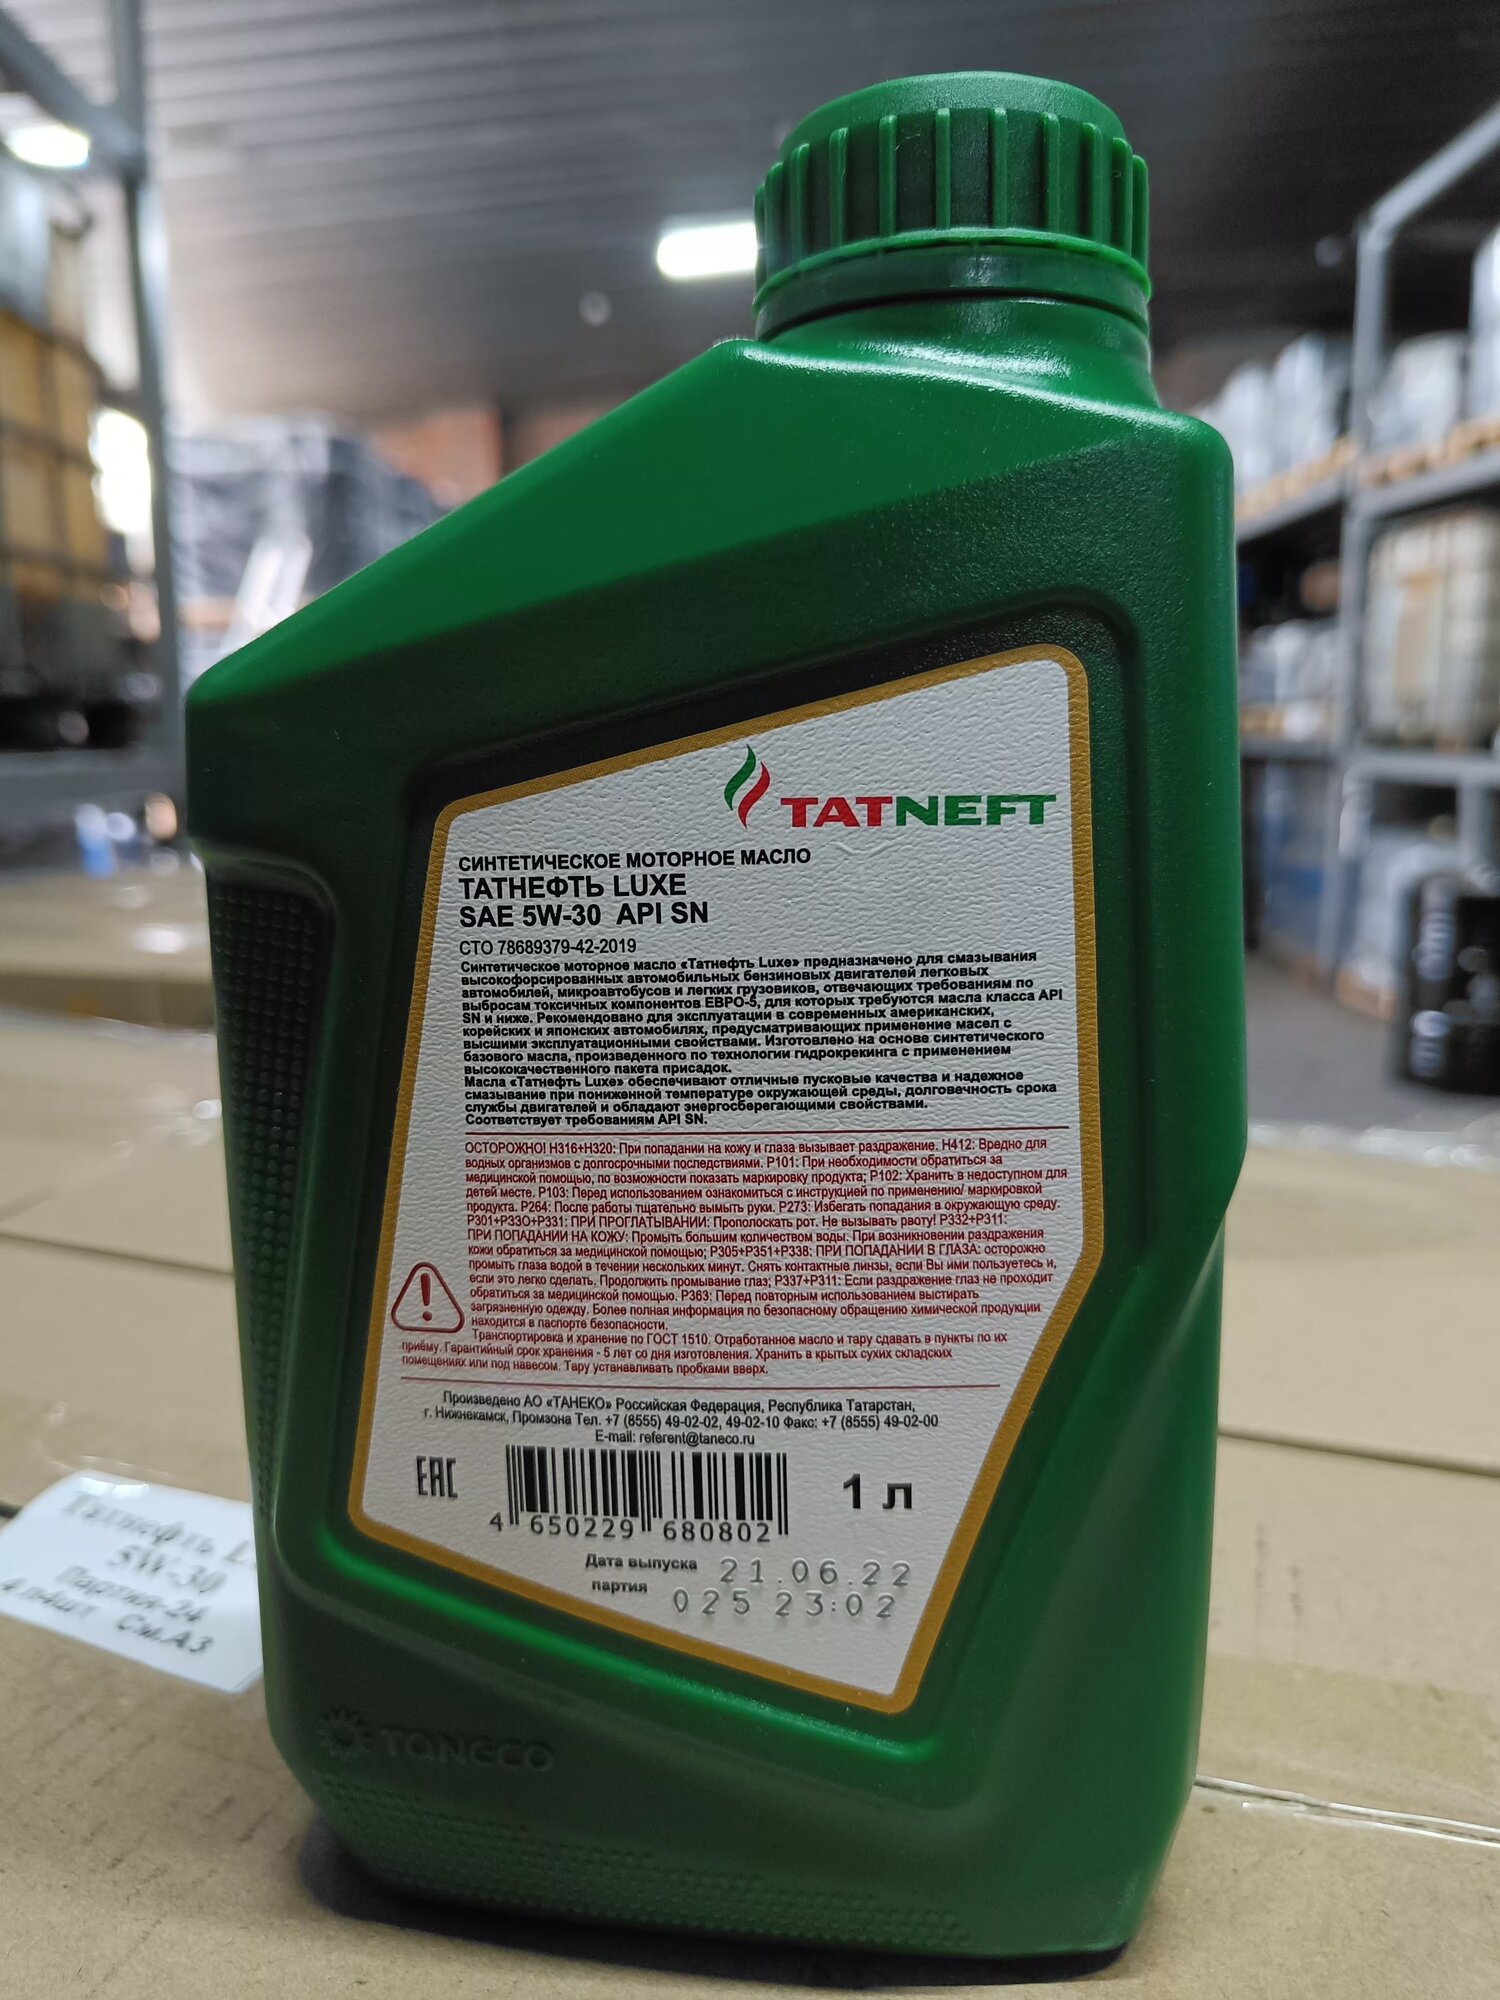 TATNEFT
СИНТЕТИЧЕСКОЕ МОТОРНОЕ МАСЛО
ТАТНЕФТЬ LUXE
SAE 5W-30 API SN
СТО 78689379-42-2019
Синтетическое моторное масло «Татнефть Luxe» предназначено для смазывания
высокофорсированных автомобильных бензиновых двигателей легковых
автомобилей, микроавтобусов и легких грузовиков, отвечающих требованиям по
выбросам токсичных компонентов ЕВРО-5, для которых требуются масла класса API
SN и ниже. Рекомендовано для эксплуатации в современных американских,
корейских и японских автомобилях, предусматривающих применение масел с
высшими эксплуатационными свойствами. Изготовлено на основе синтетического
базового масла, произведенного по технологии гидрокрекинга с применением
высококачественного пакета присадок.
Масла «Татнефть Luxe» обеспечивают отличные пусковые качества и надежное
смазывание при пониженной температуре окружающей среды, долговечность срока
службы двигателей и обладают энергосберегающими свойствами.
Соответствует требованиям API SN.
ОСТОРОЖНО! H316+H320: При попадании на кожу и глаза вызывает раздражение. H412: Вредно для
водных организмов с долгосрочными последствиями. P101: При необходимости обратиться за
медицинской помощью, по возможности показать маркировку продукта; P102: Хранить в недоступном для
детей месте. P103: Перед использованием ознакомиться с инструкцией по применению/ маркировкой
продукта. P264: После работы тщательно вымыть руки. P273: Избегать попадания в окружающую среду.
P301+P33O+P331: ПРИ ПРОГЛАТЫВАНИИ: Прополоскать рот. Не вызывать рвоту! P332+P311:
ПРИ ПОПАДАНИИ НА КОЖУ: Промыть большим количеством воды. При возникновении раздражения
кожи обратиться за медицинской помощью; P305+P351+P338: ПРИ ПОПАДАНИИ В ГЛАЗА: осторожно
промыть глаза водой в течении нескольких минут. Снять контактные линзы, если Вы ими пользуетесь и,
если это легко сделать. Продолжить промывание глаз; P337+P311: Если раздражение глаз не проходит
обратиться за медицинской помощью. P363: Перед повторным использованием выстирать
загрязненную одежду. Более полная информация по безопасному обращению химической продукции
находится в паспорте безопасности.
Транспортировка и хранение по ГОСТ 1510. Отработанное масло и тару сдавать в пункты по их
приёму. Гарантийный срок хранения - 5 лет со дня изготовления. Хранить в крытых сухих складских
помещениях или под навесом. Тару устанавливать пробками вверх.
Произведено АО «ТАНЕКО» Российская Федерация, Республика Татарстан,
г. Нижнекамск, Промзона Тел. +7 (8555) 49-02-02, 49-02-10 Факс: +7 (8555) 49-02-00
E-mail: referent@taneco.ru
EAC
1 л
4 650229 680802
Дата выпуска 21.06.22
партия 025 23:02
TANECO
Татнефть L
5W-30
Партия-24
4 л4шт. См.А3